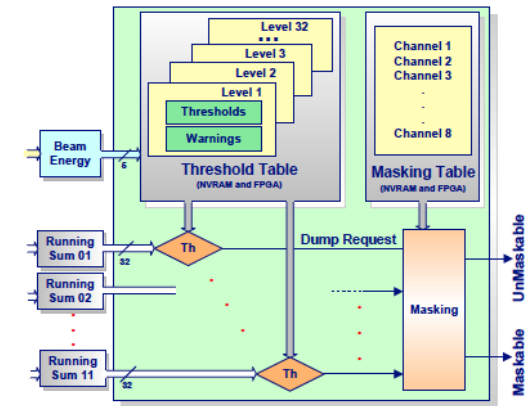 Level 32
...
Level 3
Level 2
Level 1
Thresholds
Warnings
Threshold Table
(NVRAM and FPGA)
Channel 1
Channel 2
Channel 3
.
.
.
Channel 8
Masking Table
(NVRAM and FPGA)
Beam
Energy
6
Running
Sum 01
32
Th
Dump Request
Running
Sum 02
Masking
UnMaskable
Maskable
Running
Sum 11
32
Th